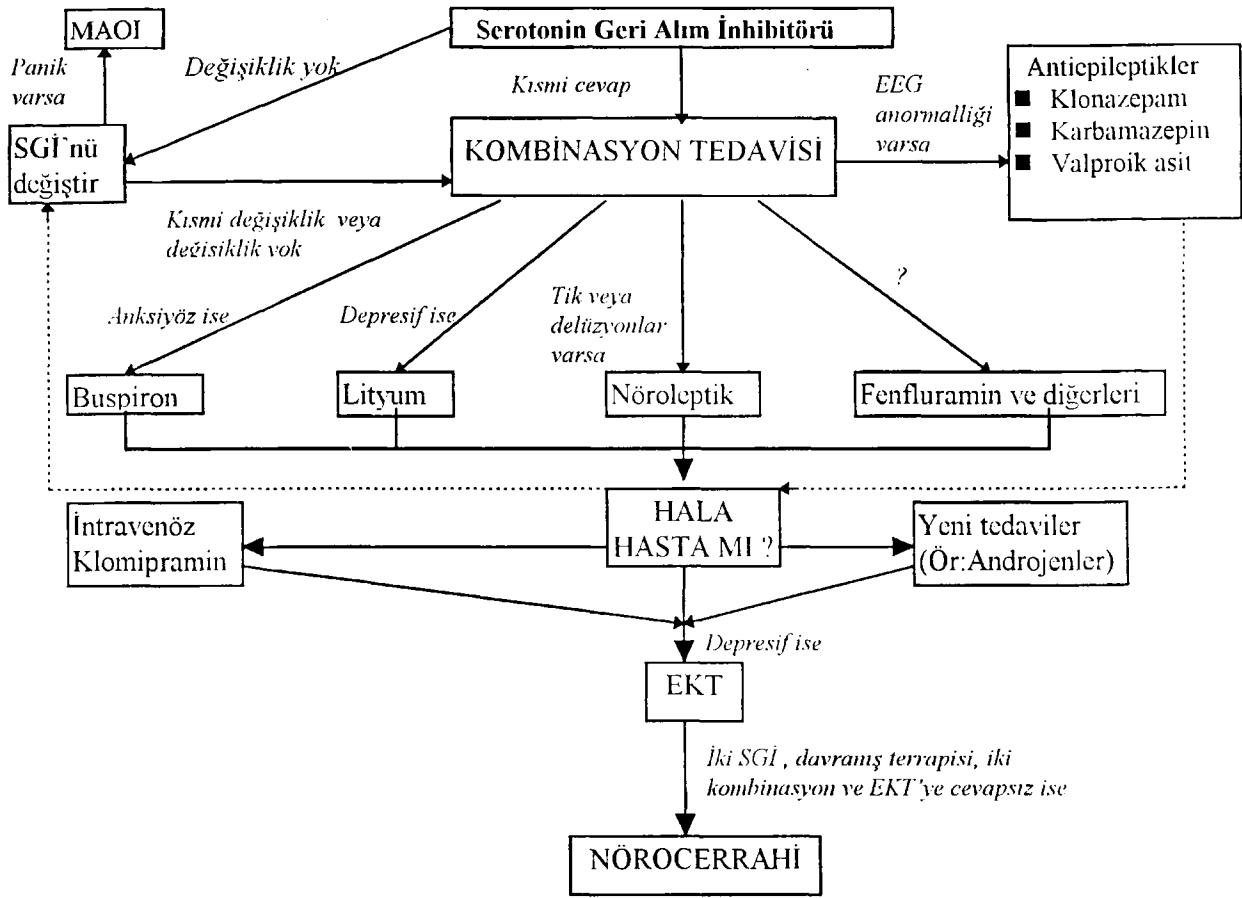 MAOI
Serotonin Geri Alım İnhibitörü
Panik
varsa
Değişiklik yok
Kısmi cevap
EEG
anormalliği
varsa
Antiepileptikler
■ Klonazepam
■ Karbamazepin
■ Valproik asit
SGİ`nü
değiştir
KOMBİNASYON TEDAVİSİ
Kısmi değişiklik veya
değisiklik yok
Anksiyöz ise
Depresif ise
Tik veya
delüzyonlar
varsa
?
Buspiron
Lityum
Nöroleptik
Fenfluramin ve diğerleri
İntravenöz
Klomipramin
HALA
HASTA MI ?
Yeni tedaviler
(Ör:Androjenler)
Depresif ise
EKT
İki SGİ , davranış terrapisi, iki
kombinasyon ve EKT'ye cevapsız ise
NÖROCERRAHİ